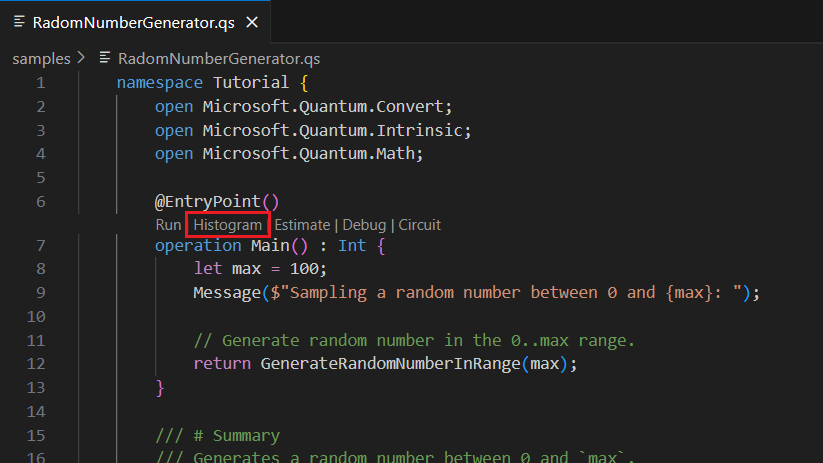 RadomNumberGenerator.qs
samples > RadomNumberGenerator.qs
1 namespace Tutorial {
2 open Microsoft.Quantum.Convert;
3 open Microsoft.Quantum.Intrinsic;
4 open Microsoft.Quantum.Math;
5
6 @EntryPoint()
Run | Histogram | Estimate | Debug | Circuit
7 operation Main() : Int {
8 let max = 100;
9 Message($"Sampling a random number between 0 and {max}: ");
10
11 // Generate random number in the 0..max range.
12 return GenerateRandomNumberInRange(max);
13 }
14
15 /// # Summary
16 /// Generates a random number between 0 and `max`.